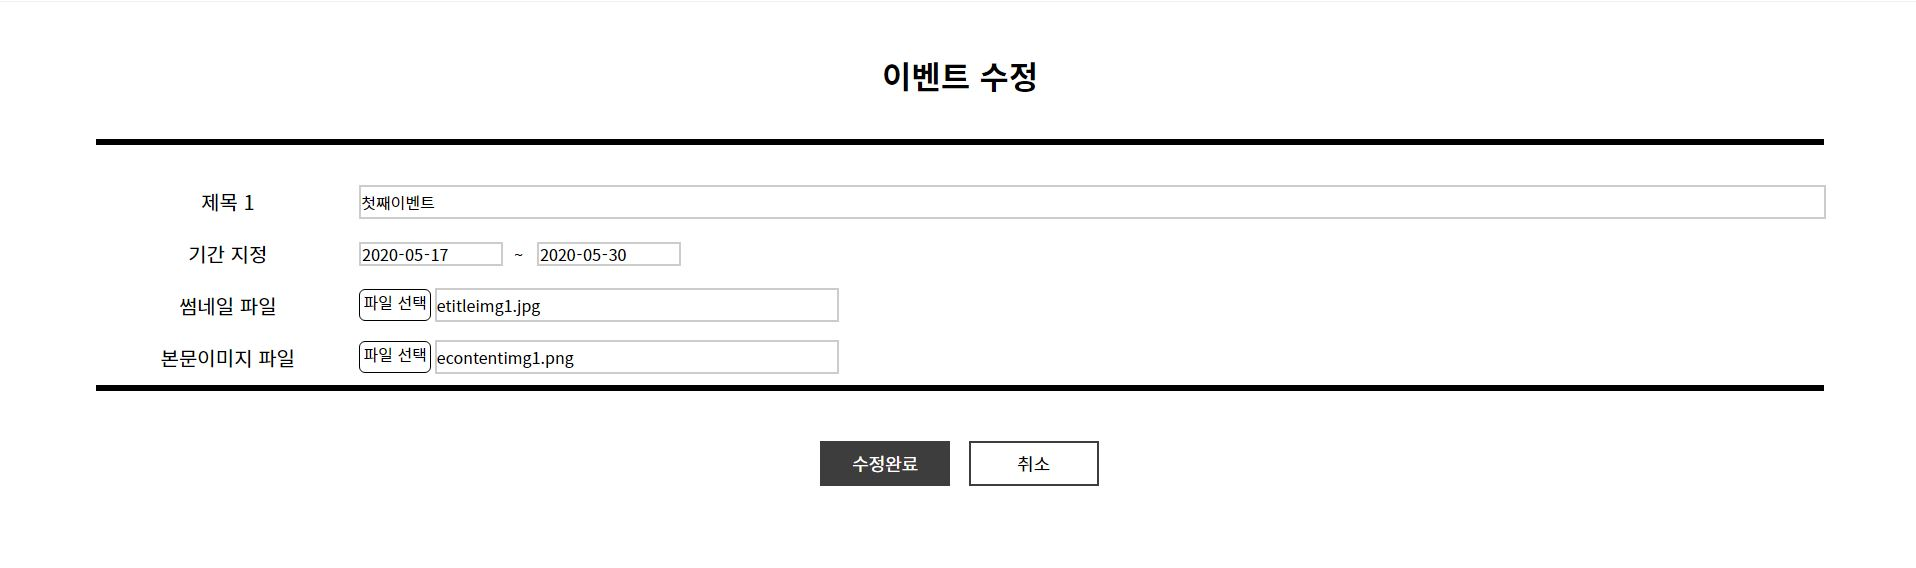 이벤트 수정
제목 1 첫째이벤트
기간 지정 2020-05-17 ~ 2020-05-30
썸네일 파일 파일 선택 etitleimg1.jpg
본문이미지 파일 파일 선택 econtentimg1.png
수정완료 취소